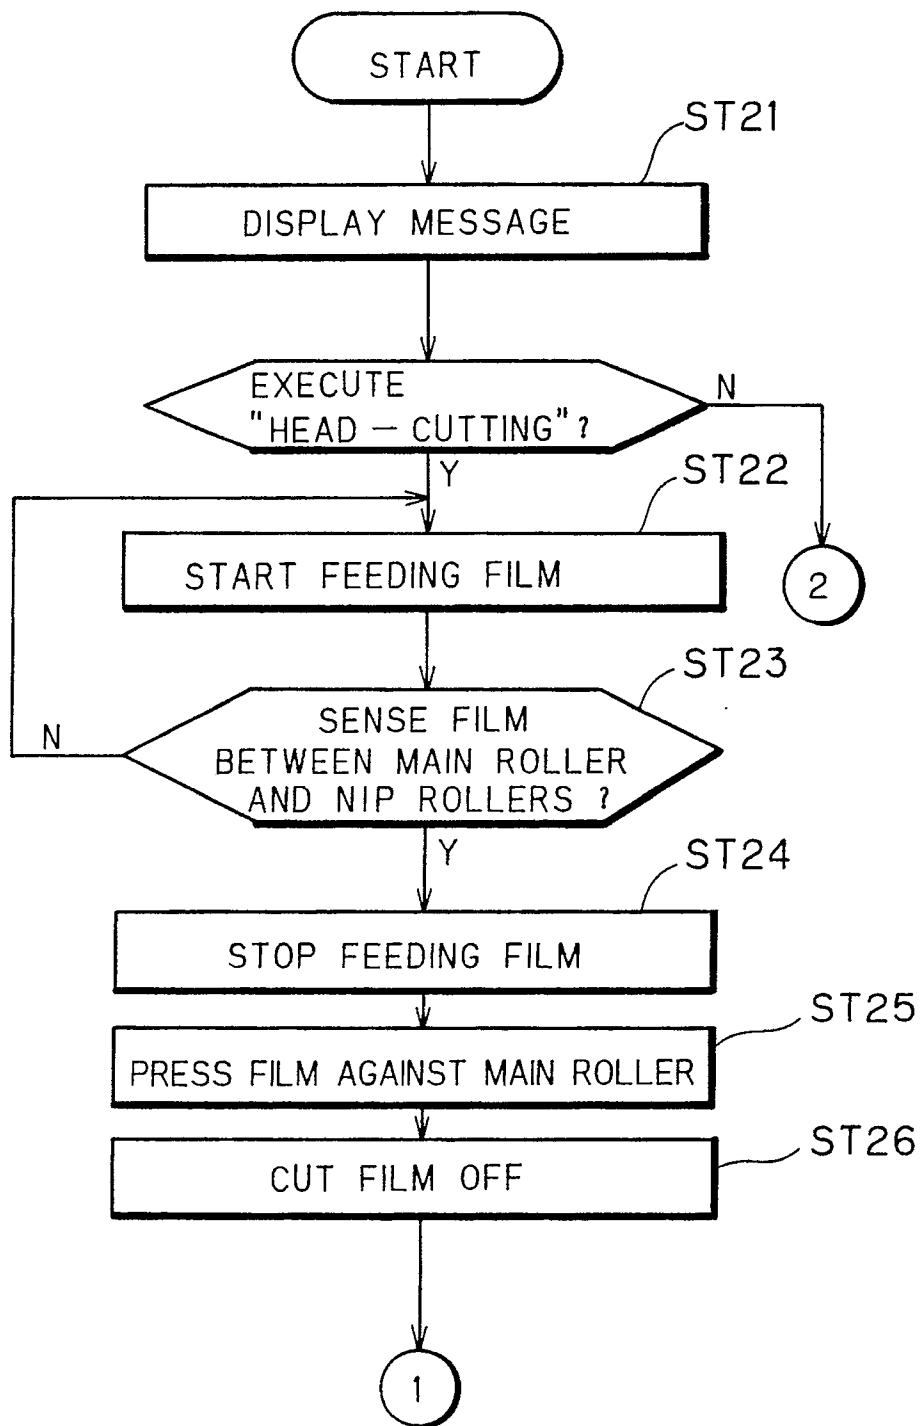 START
ST21
DISPLAY MESSAGE
EXECUTE
"HEAD — CUTTING"?
N
Y
ST22
START FEEDING FILM
2
ST23
SENSE FILM
N
BETWEEN MAIN ROLLER
AND NIP ROLLERS ?
Y
ST24
STOP FEEDING FILM
ST25
PRESS FILM AGAINST MAIN ROLLER
ST26
CUT FILM OFF
1